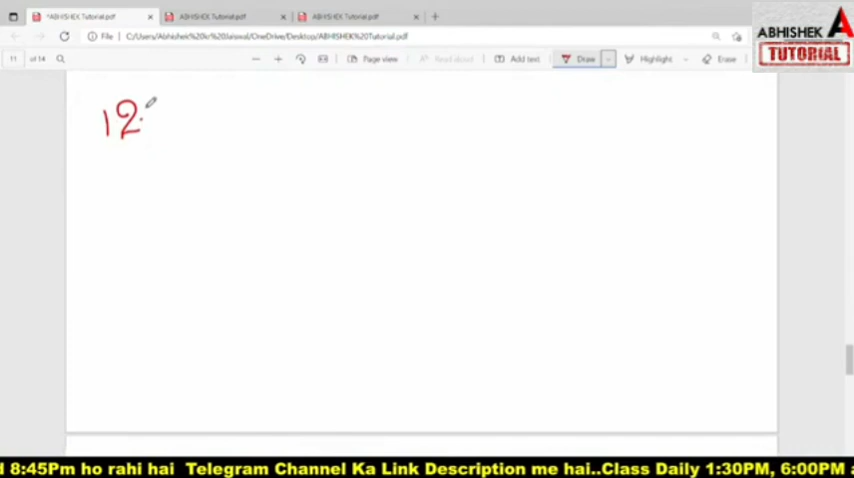 *ABHISHEK Tutorial.pdf
ABHISHEK Tutorial.pdf
ABHISHEK Tutorial.pdf
File
C:/Users/Abhishek%20kr%20Jaiswal/OneDrive/Desktop/ABHISHEK%20Tutorial.pdf
11 of 14
Page view
Read aloud
Add text
Draw
Highlight
Erase
ABHISHEK A
TUTORIAL
12.
d 8:45Pm ho rahi hai Telegram Channel Ka Link Description me hai..Class Daily 1:30PM, 6:00PM a